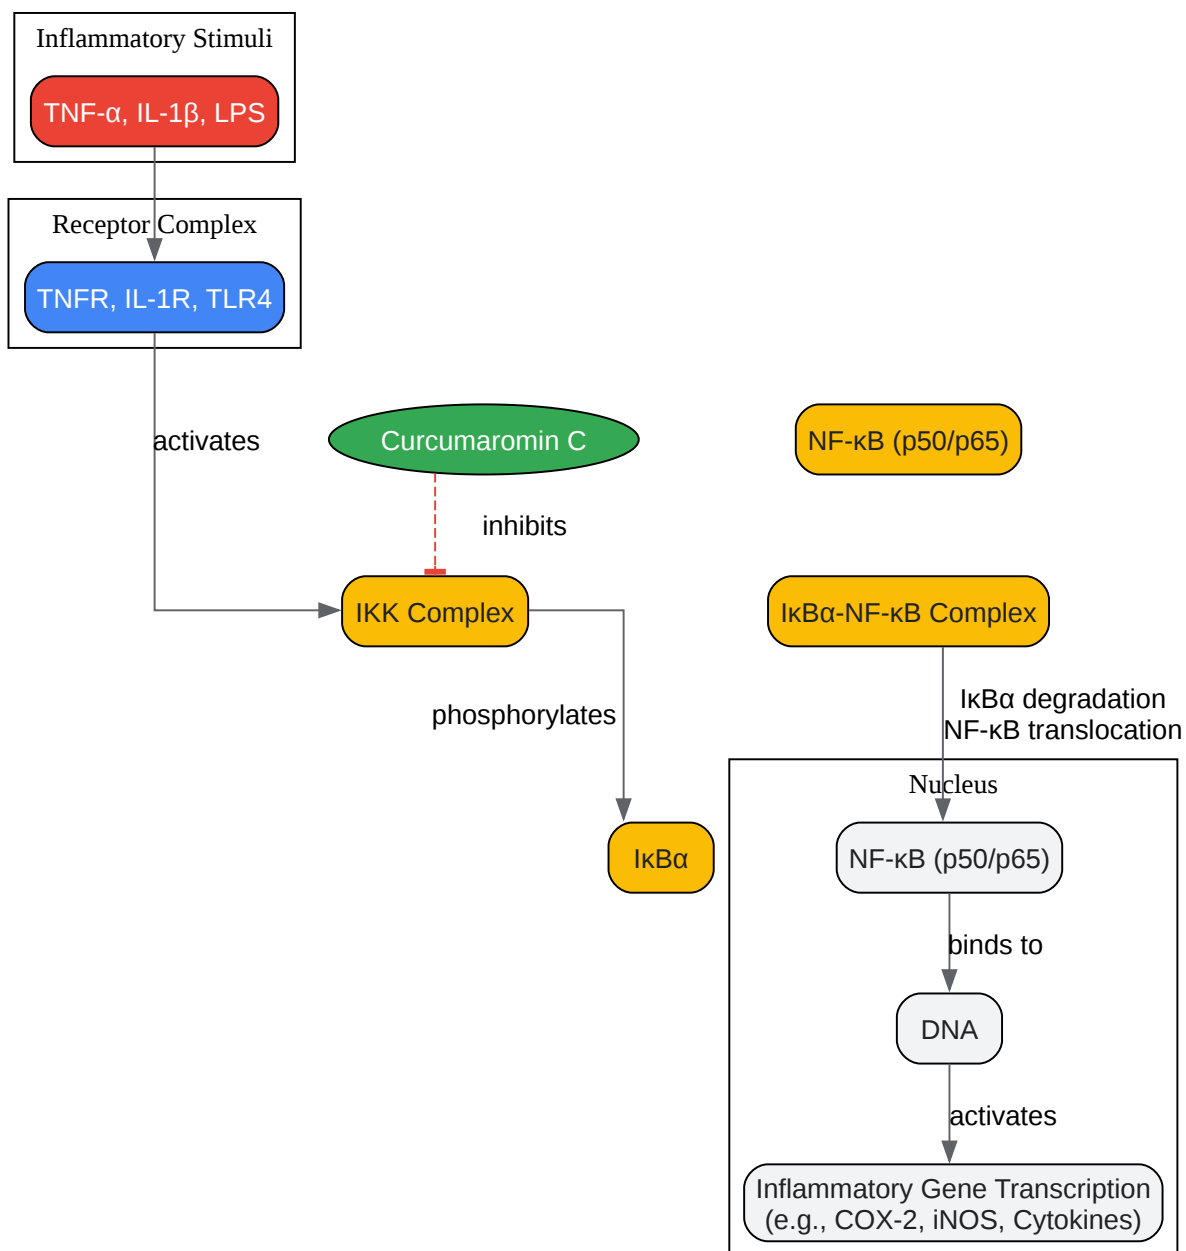 Inflammatory Stimuli
TNF-α, IL-1β, LPS
Receptor Complex
TNFR, IL-1R, TLR4
activates
Curcumaromin C
NF-κB (p50/p65)
inhibits
IKK Complex
IκBα-NF-κB Complex
phosphorylates
IκBα degradation
NF-κB translocation
Nucleus
IκBα
NF-κB (p50/p65)
binds to
DNA
activates
Inflammatory Gene Transcription
(e.g., COX-2, iNOS, Cytokines)